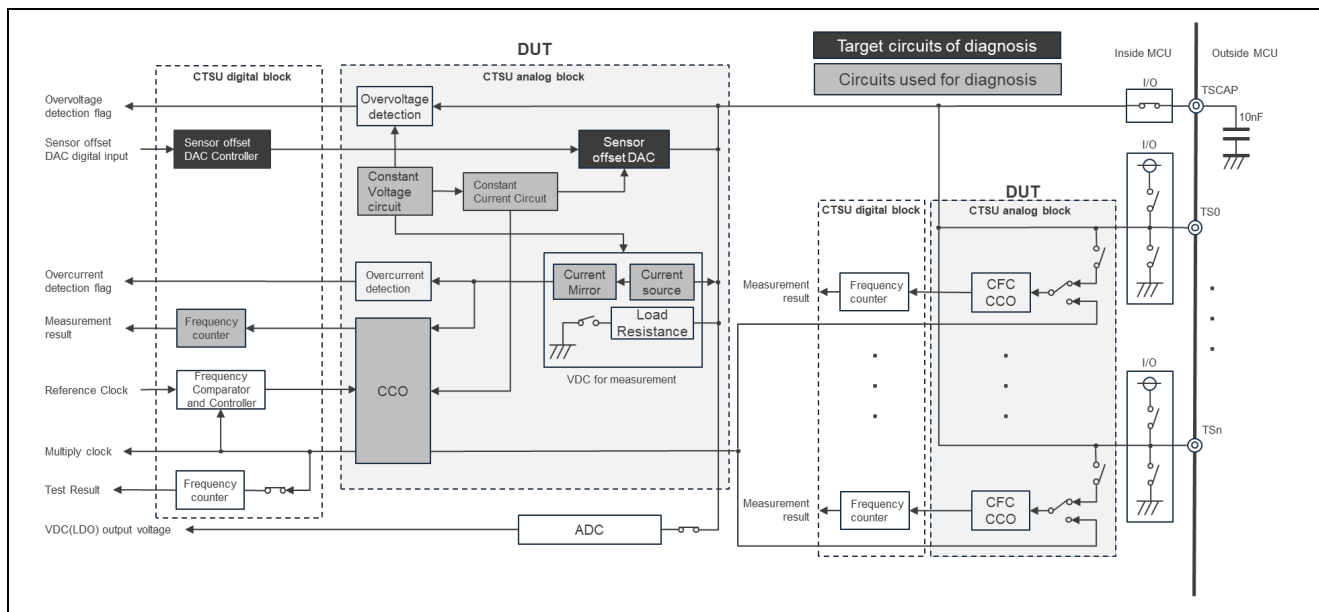 DUT
Target circuits of diagnosis
Circuits used for diagnosis
Inside MCU
Outside MCU
CTSU digital block
CTSU analog block
I/O
TSCAP
10nF
Overvoltage
detection flag
Overvoltage
detection
Sensor offset
DAC digital input
Sensor offset
DAC Controller
Sensor
offset DAC
Constant
Voltage
circuit
Constant
Current Circuit
I/O
DUT
CTSU digital block
CTSU analog block
TS0
Overcurrent
detection flag
Overcurrent
detection
Current
Mirror
Current
source
Load
Resistance
VDC for measurement
Measurement
result
Frequency
counter
CFC
CCO
Measurement
result
Frequency
counter
CCO
Reference Clock
Frequency
Comparator
and Controller
I/O
Multiply clock
TSn
Test Result
Frequency
counter
Measurement
result
Frequency
counter
CFC
CCO
VDC(LDO) output voltage
ADC